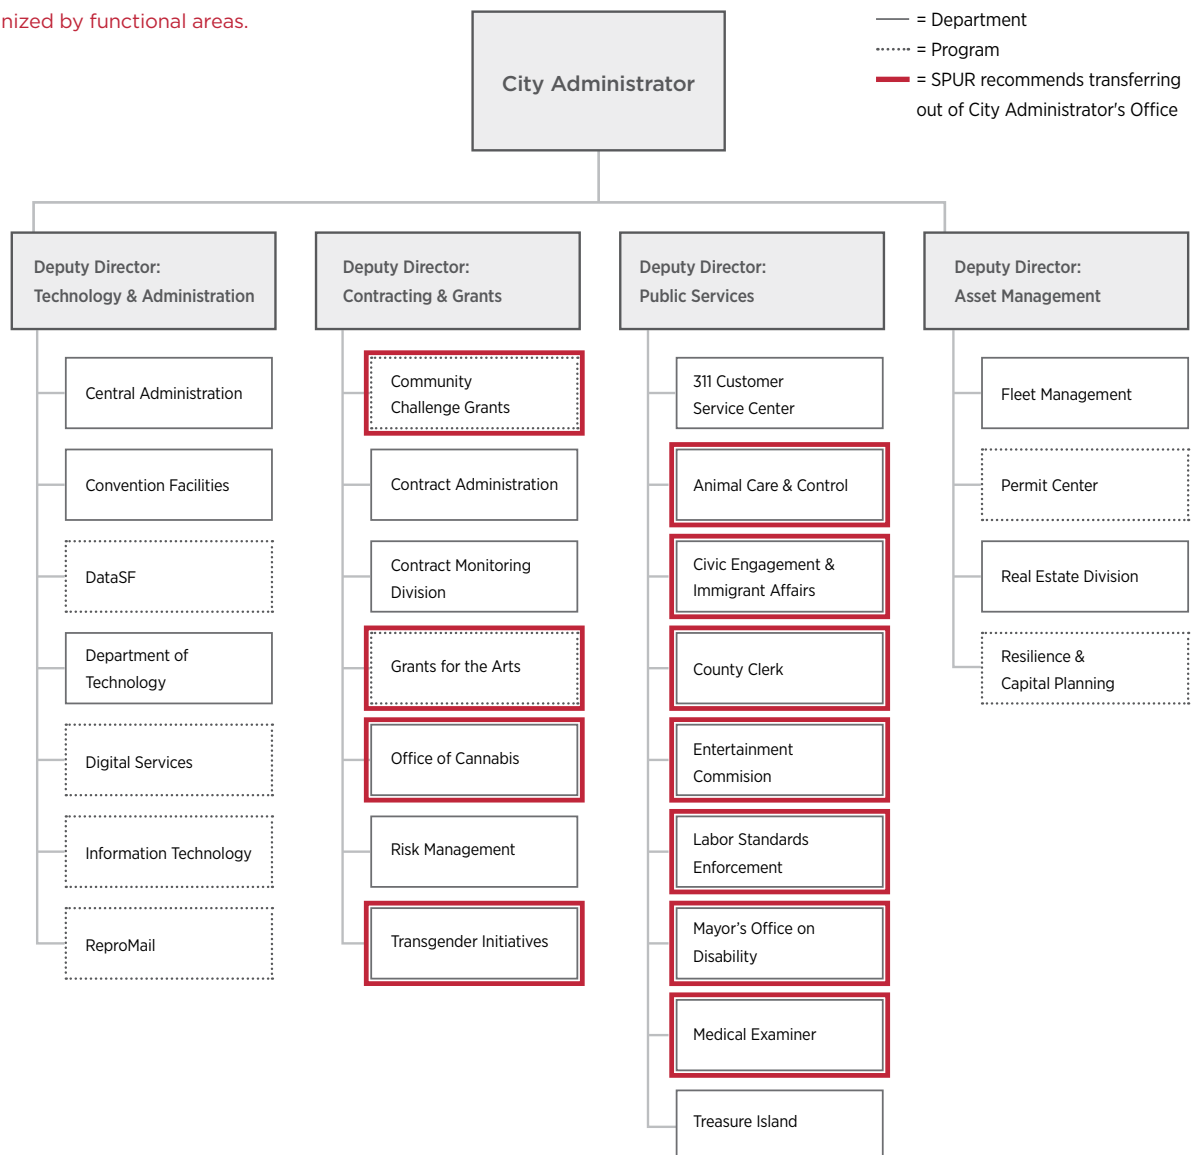 nized by functional areas.
= Department
= Program
= SPUR recommends transferring
out of City Administrator's Office
City Administrator
Deputy Director:
Technology & Administration
Central Administration
Convention Facilities
DataSF
Department of
Technology
Digital Services
Information Technology
ReproMail
Deputy Director:
Contracting & Grants
Community
Challenge Grants
Contract Administration
Contract Monitoring
Division
Grants for the Arts
Office of Cannabis
Risk Management
Transgender Initiatives
Deputy Director:
Public Services
311 Customer
Service Center
Animal Care & Control
Civic Engagement &
Immigrant Affairs
County Clerk
Entertainment
Commision
Labor Standards
Enforcement
Mayor’s Office on
Disability
Medical Examiner
Treasure Island
Deputy Director:
Asset Management
Fleet Management
Permit Center
Real Estate Division
Resilience &
Capital Planning